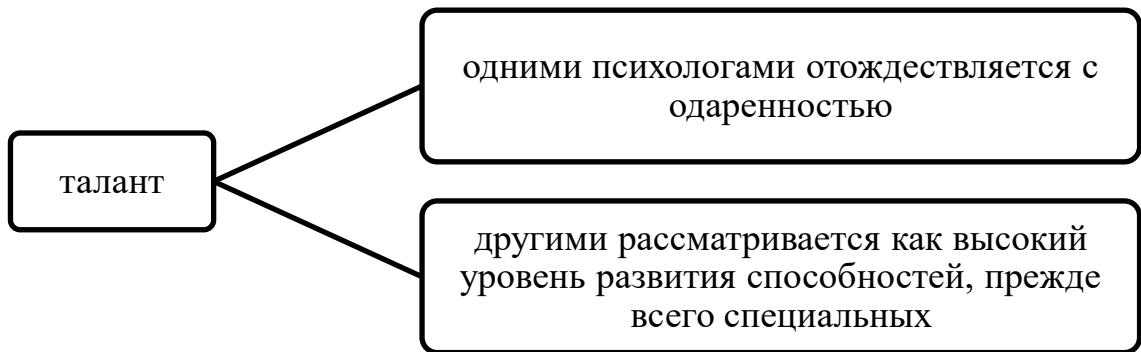 талант
одними психологами отождествляется с
одаренностью
другими рассматривается как высокий
уровень развития способностей, прежде
всего специальных